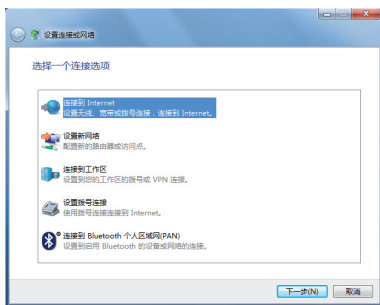 设置连接或网络
选择一个连接选项
连接到 Internet
设置无线、宽带或拨号连接，连接到 Internet。
设置新网络
配置新的路由器或访问点。
连接到工作区
设置到您的工作区的拨号或 VPN 连接。
设置拨号连接
使用拨号连接连接到 Internet。
连接到 Bluetooth 个人区域网(PAN)
设置到启用 Bluetooth 的设备或网络的连接。
下一步(N)
取消